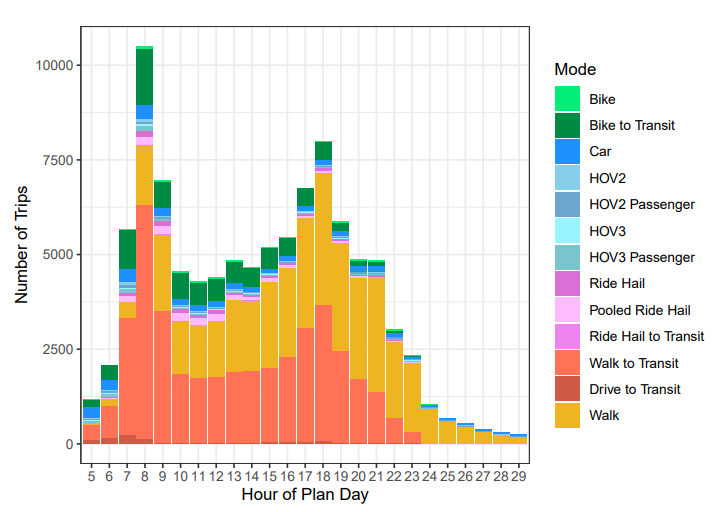 10000
7500
5000
2500
0
Number of Trips
5 6 7 8 9 10 11 12 13 14 15 16 17 18 19 20 21 22 23 24 25 26 27 28 29
Hour of Plan Day
Mode
Bike
Bike to Transit
Car
HOV2
HOV2 Passenger
HOV3
HOV3 Passenger
Ride Hail
Pooled Ride Hail
Ride Hail to Transit
Walk to Transit
Drive to Transit
Walk